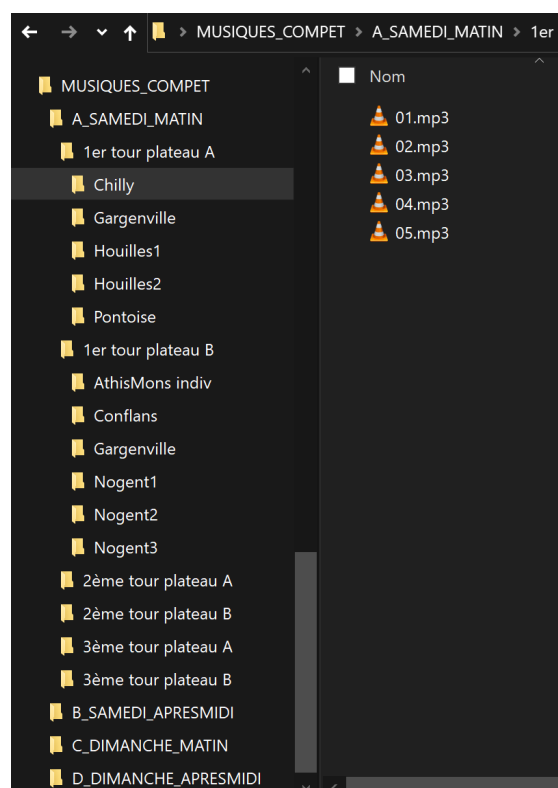 MUSIQUES_COMPET > A_SAMEDI_MATIN > 1er
MUSIQUES_COMPET
A_SAMEDI_MATIN
1er tour plateau A
Chilly
Gargenville
Houilles1
Houilles2
Pontoise
1er tour plateau B
AthisMons indiv
Conflans
Gargenville
Nogent1
Nogent2
Nogent3
2ème tour plateau A
2ème tour plateau B
3ème tour plateau A
3ème tour plateau B
B_SAMEDI_APRESMIDI
C_DIMANCHE_MATIN
D_DIMANCHE_APRESMIDI
Nom
01.mp3
02.mp3
03.mp3
04.mp3
05.mp3